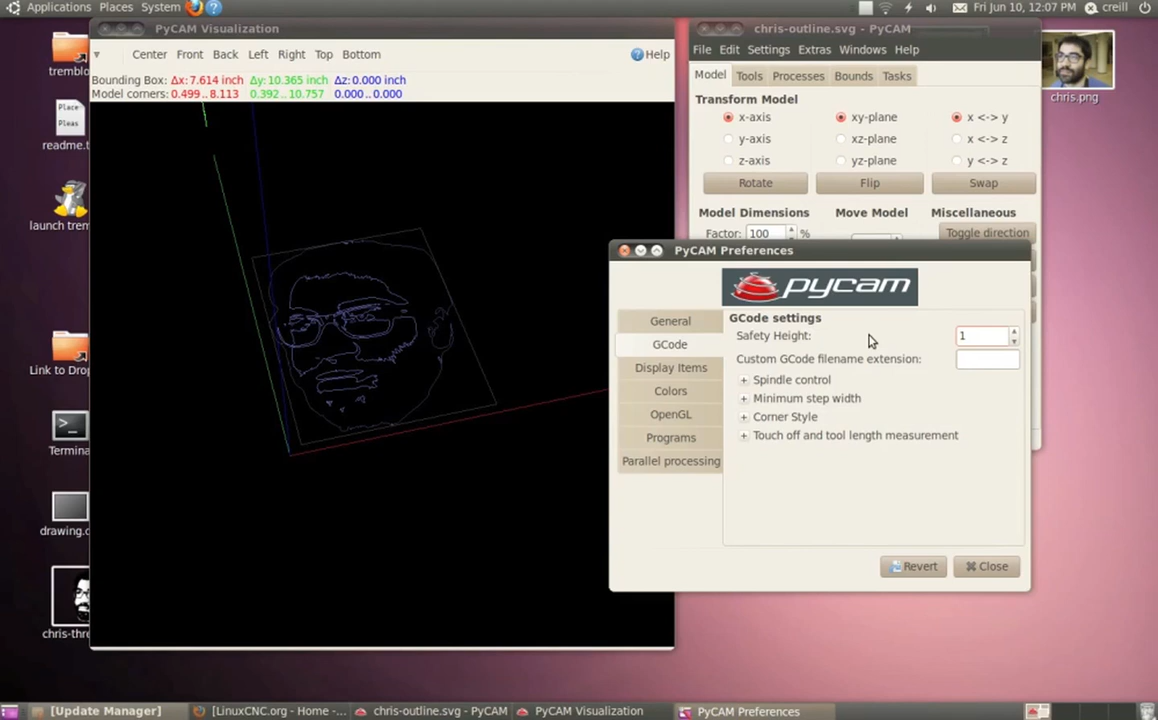 Applications Places System
Fri Jun 10, 12:07 PM
creill
PyCAM Visualization
Center Front Back Left Right Top Bottom
Help
Bounding Box: Δx: 7.614 inch Δy: 10.365 inch Δz: 0.000 inch
Model corners: 0.499 .. 8.113 0.392 .. 10.757 0.000 .. 0.000
chris-outline.svg - PyCAM
File Edit Settings Extras Windows Help
Model Tools Processes Bounds Tasks
Transform Model
x-axis xy-plane x <-> y
y-axis xz-plane x <-> z
z-axis yz-plane y <-> z
Rotate Flip Swap
Model Dimensions Move Model Miscellaneous
Factor: 100 % Toggle direction
PyCAM Preferences
pycam
General
GCode
Display Items
Colors
OpenGL
Programs
Parallel processing
GCode settings
Safety Height: 1
Custom GCode filename extension:
Spindle control
Minimum step width
Corner Style
Touch off and tool length measurement
Revert Close
chris.png
tremblo
Place
Pleas
readme.t
launch trem
Link to Drop
Termina
drawing.c
chris-thre
[Update Manager]
[LinuxCNC.org - Home -...
chris-outline.svg - PyCAM
PyCAM Visualization
PyCAM Preferences